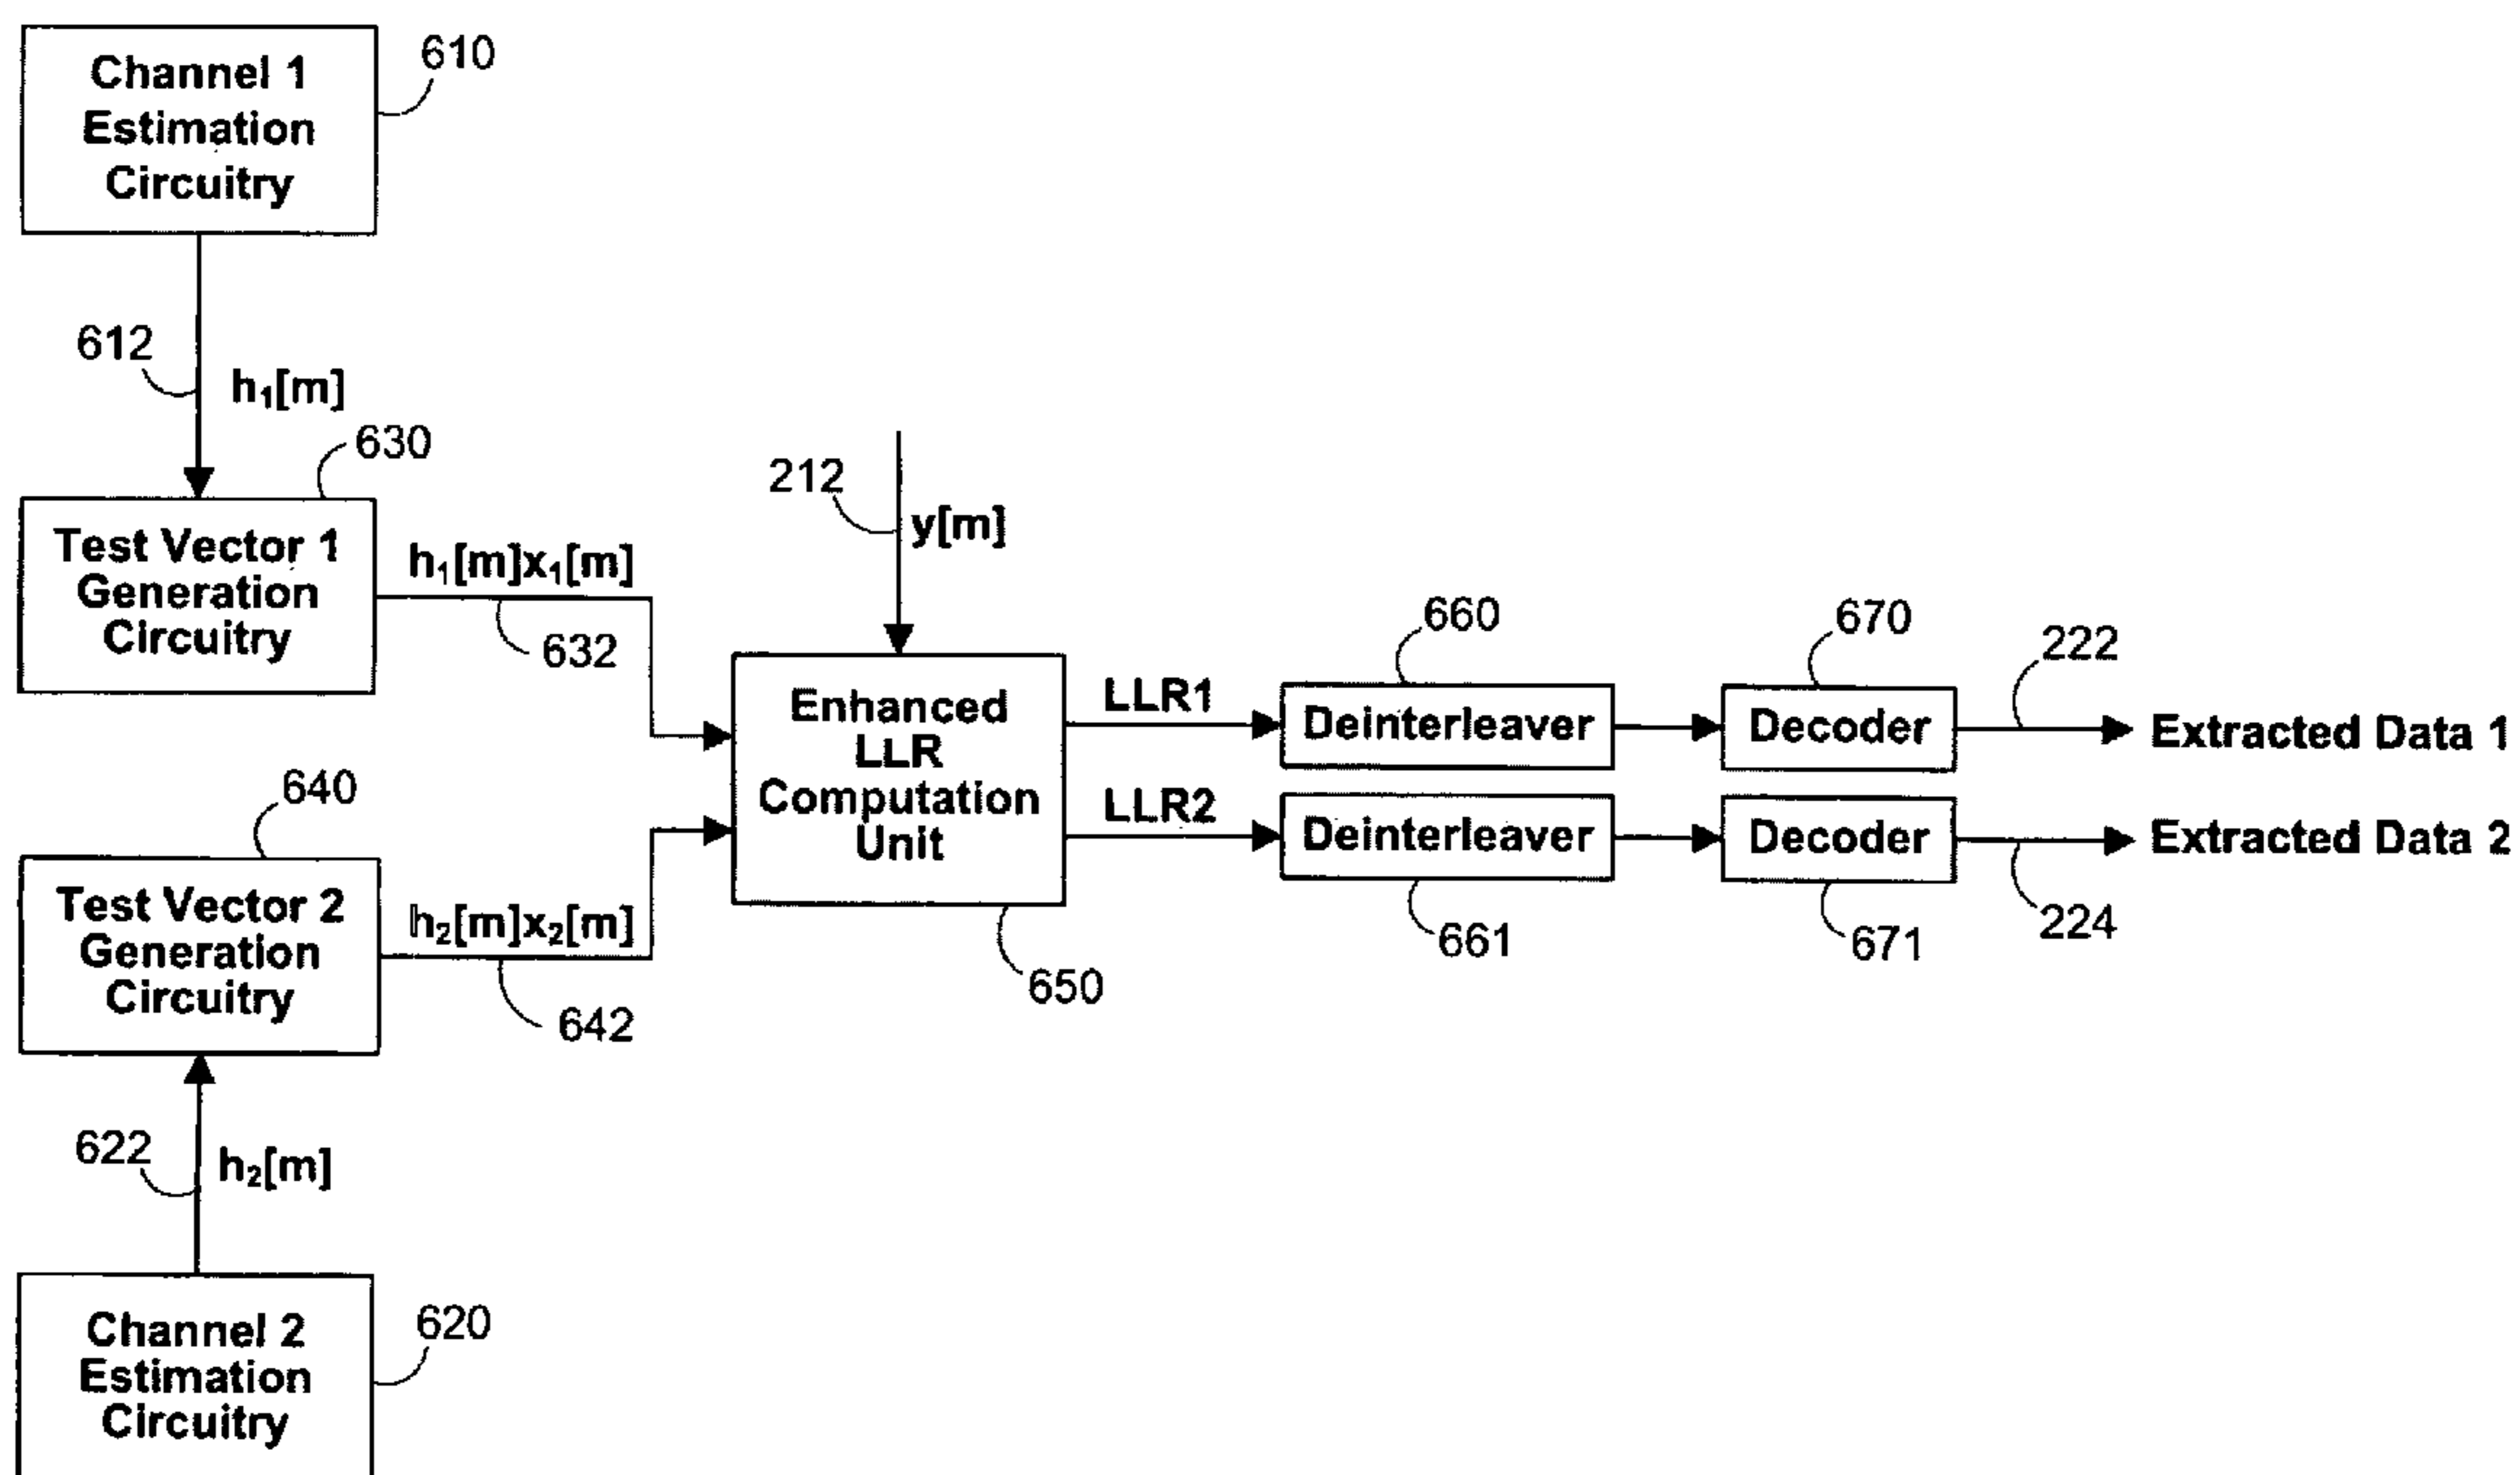 Channel 1
Estimation
Circuitry
610
612
h₁[m]
630
Test Vector 1
Generation
Circuitry
h₁[m]x₁[m]
632
212
y[m]
640
Test Vector 2
Generation
Circuitry
h₂[m]x₂[m]
642
622
h₂[m]
Channel 2
Estimation
Circuitry
620
Enhanced
LLR
Computation
Unit
650
LLR1
LLR2
660
Deinterleaver
Deinterleaver
661
670
Decoder
Decoder
671
222
Extracted Data 1
Extracted Data 2
224